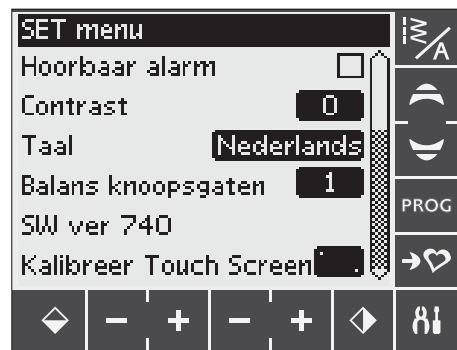 SET menu
Hoorbaar alarm
Contrast 0
Taal Nederlands
Balans knoopsgaten 1
SW ver 740
Kalibreer Touch Screen
A
PROG
− + − +